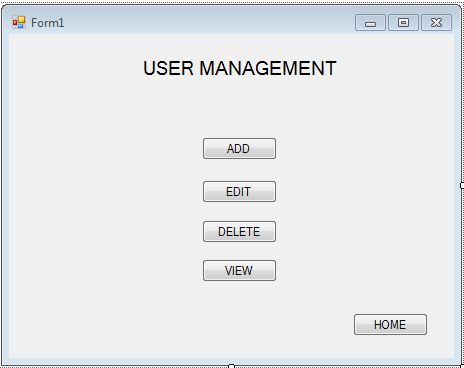 Form1
USER MANAGEMENT
ADD
EDIT
DELETE
VIEW
HOME